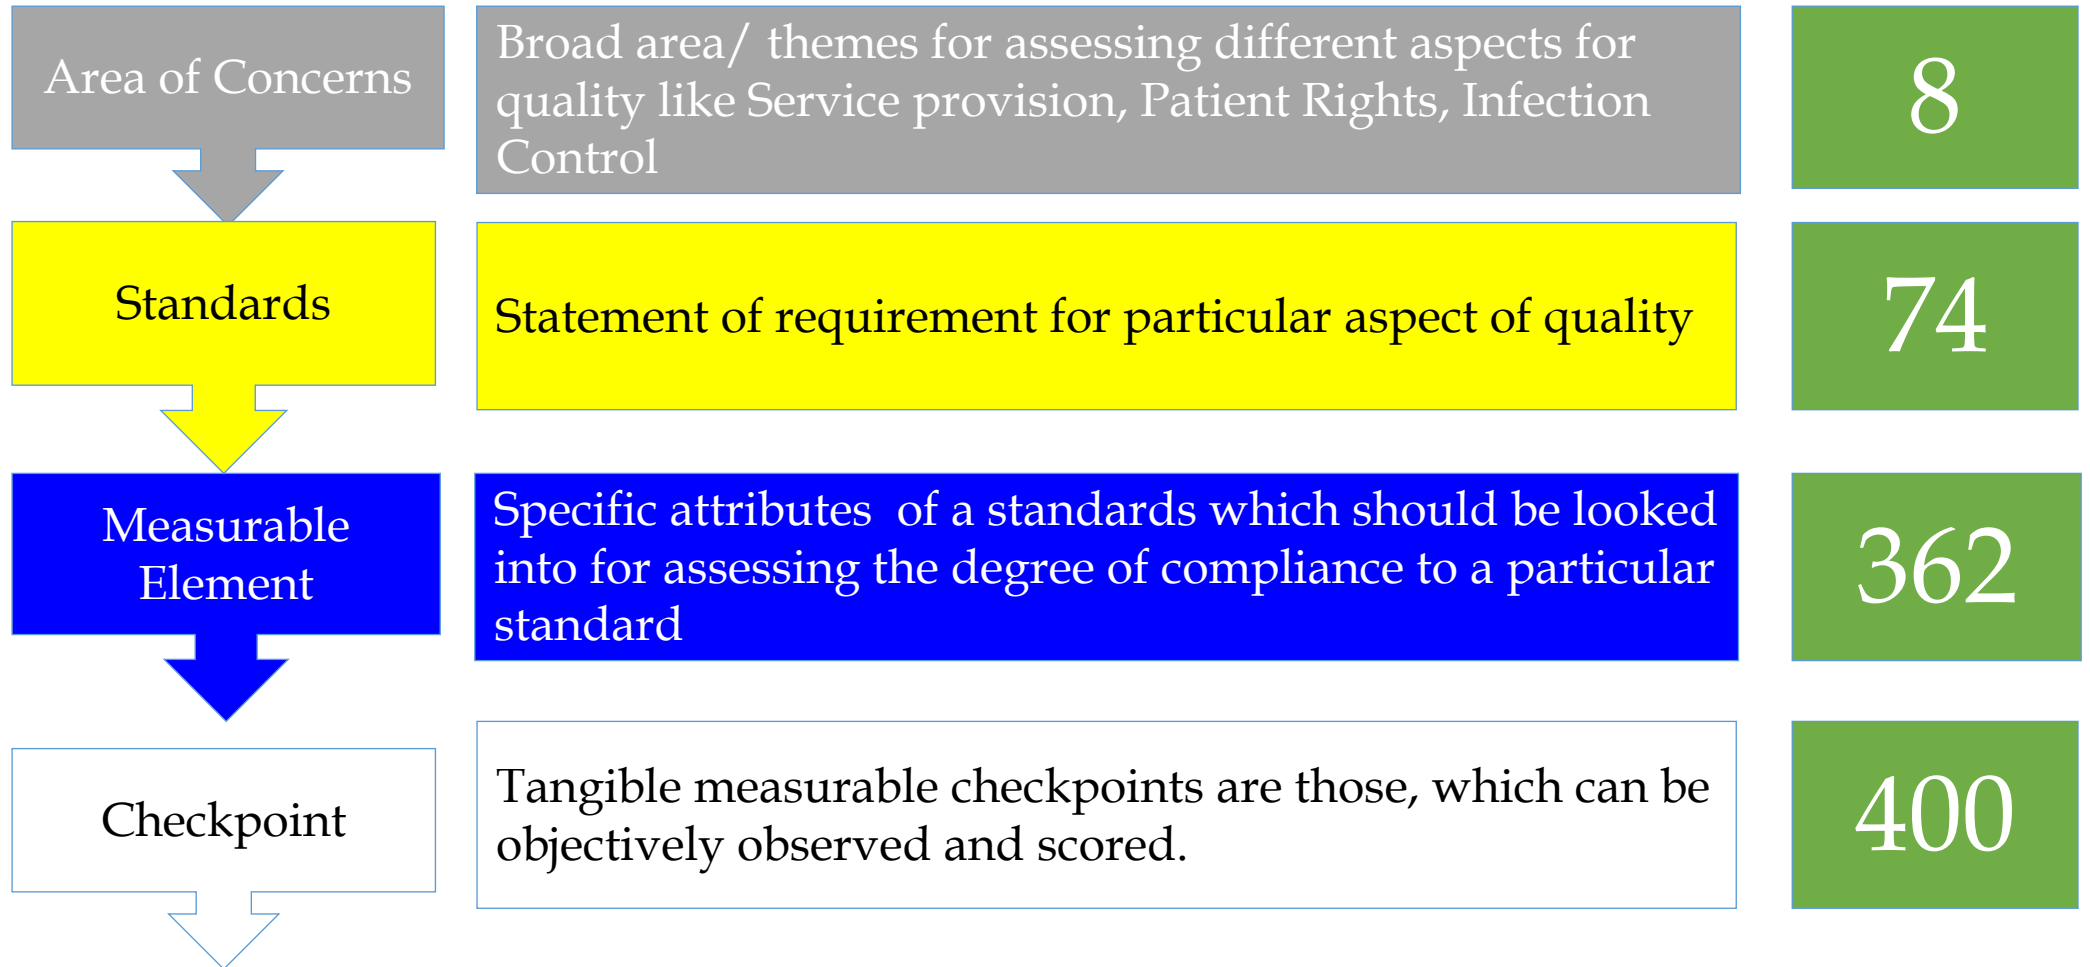 Area of Concerns
Broad area/ themes for assessing different aspects for
quality like Service provision, Patient Rights, Infection
Control
8
Standards
Statement of requirement for particular aspect of quality
74
Measurable
Element
Specific attributes  of a standards which should be looked
into for assessing the degree of compliance to a particular
standard
362
Checkpoint
Tangible measurable checkpoints are those, which can be
objectively observed and scored.
400